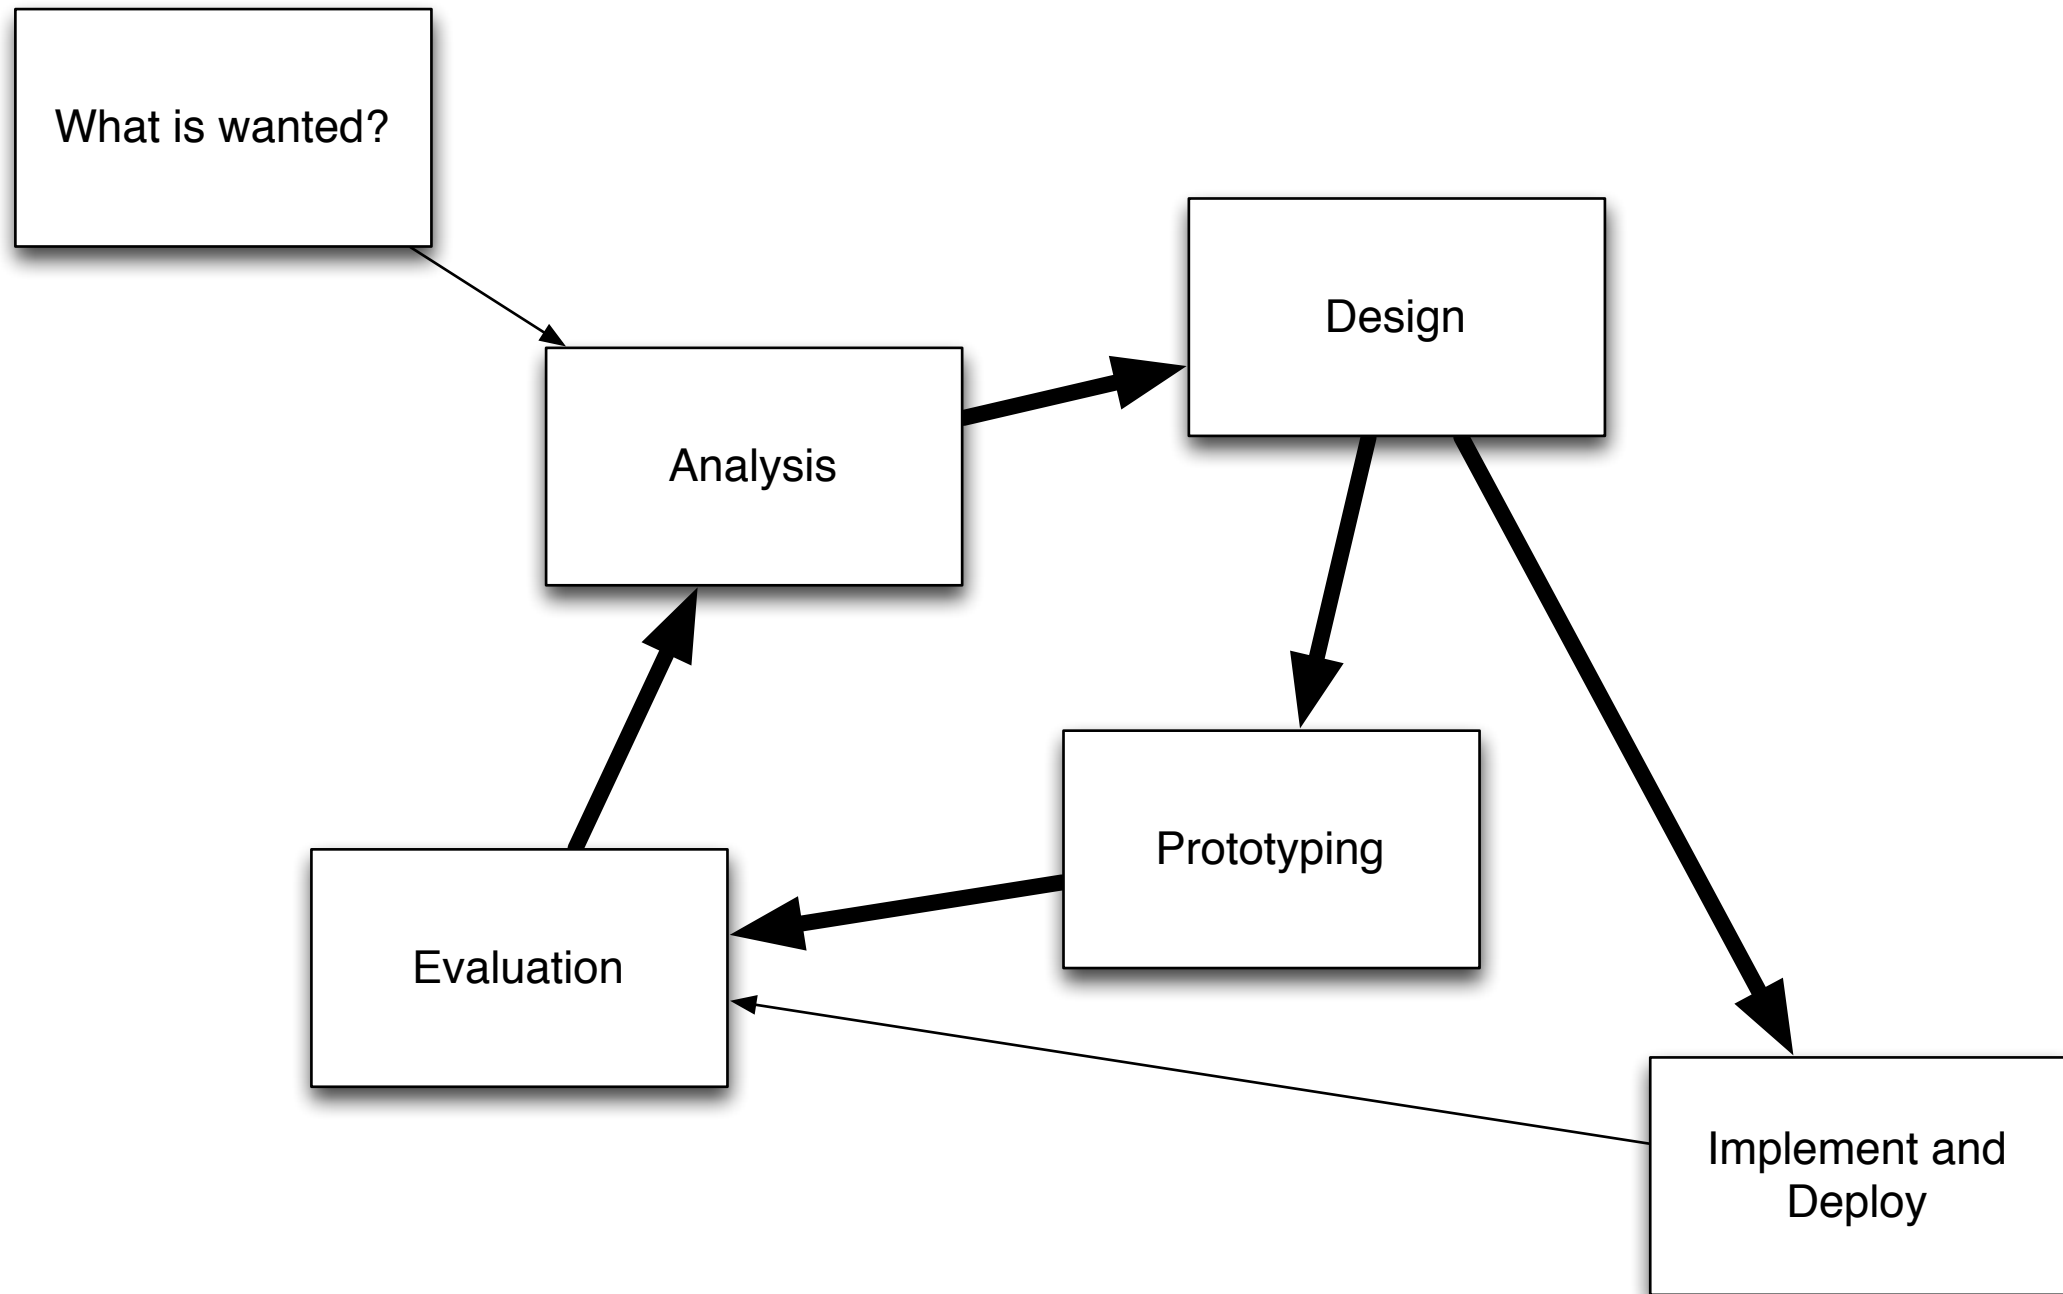 What is wanted?
Design
Analysis
Prototyping
Evaluation
Implement and
Deploy